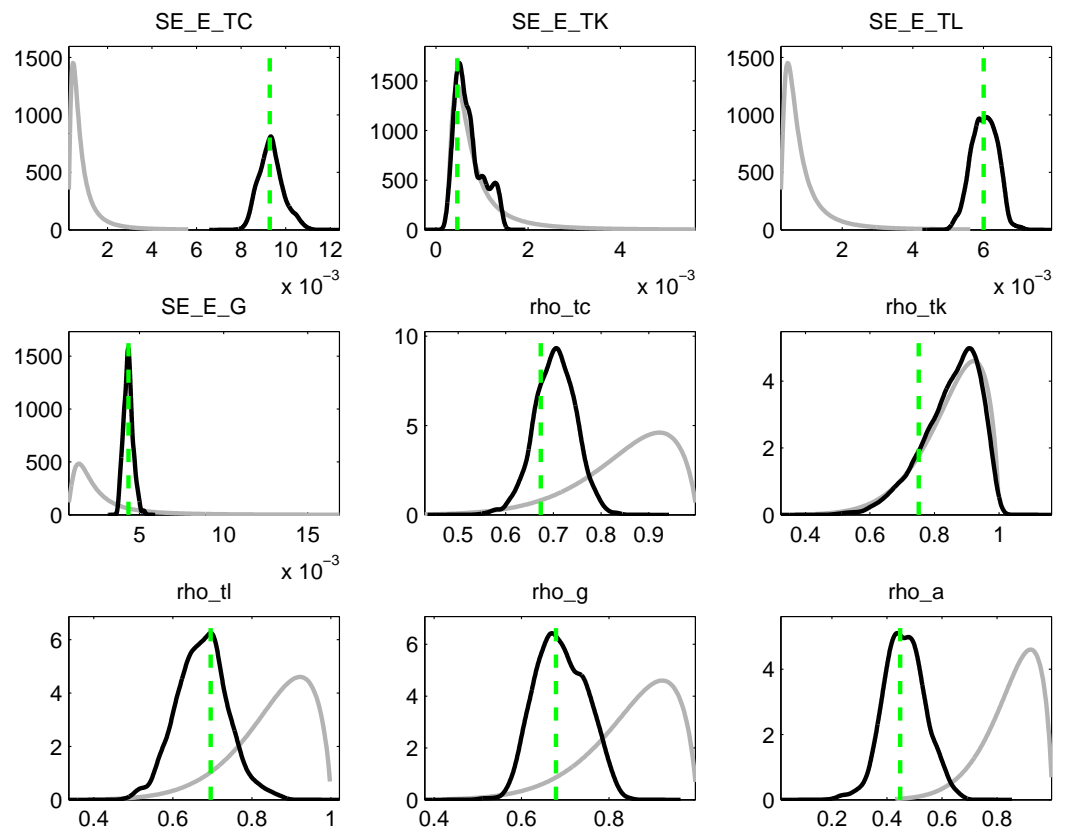 SE_E_TC SE_E_TK SE_E_TL
1500 1500 1500
1000 1000 1000
500 500 500
0 0 0
2 4 6 8 10 12 0 2 4 2 4 6
x 10−3 x 10−3 x 10−3
SE_E_G rho_tc rho_tk
1500 10 4
1000 5 2
500 0 0
0
5 10 15 0.5 0.6 0.7 0.8 0.9 0.4 0.6 0.8 1
x 10−3
rho_tl rho_g rho_a
6 6 4
4 4 2
2 2 0
0 0
0.4 0.6 0.8 1 0.4 0.6 0.8 0.2 0.4 0.6 0.8